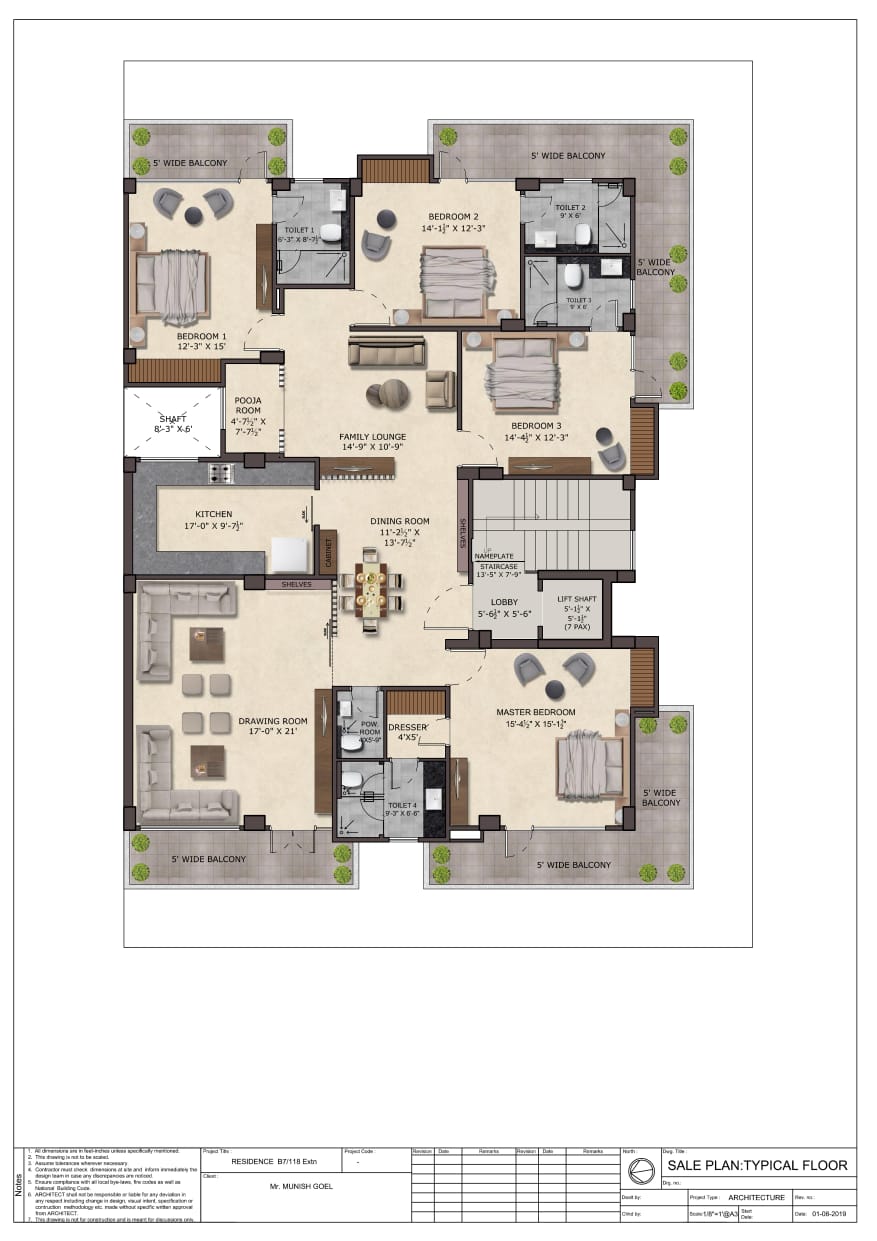 5' WIDE BALCONY
5' WIDE BALCONY
TOILET 1
6'-3" X 8'-7½"
BEDROOM 2
14'-1½" X 12'-3"
TOILET 2
9' X 6'
5' WIDE
BALCONY
TOILET 3
9' X 6'
BEDROOM 1
12'-3" X 15'
POOJA
ROOM
4'-7½" X
7'-7½"
SHAFT
8'-3" X 6'
FAMILY LOUNGE
14'-9" X 10'-9"
BEDROOM 3
14'-4½" X 12'-3"
KITCHEN
17'-0" X 9'-7½"
SLIDE
CABINET
DINING ROOM
11'-2½" X
13'-7½"
SHELVES
UP
NAMEPLATE
STAIRCASE
13'-5" X 7'-9"
LOBBY
5'-6½" X 5'-6"
LIFT SHAFT
5'-1½" X
5'-1½"
(7 PAX)
SHELVES
SLIDE
DRAWING ROOM
17'-0" X 21'
POW.
ROOM
4'X5'-9"
DRESSER
4'X5'
MASTER BEDROOM
15'-4½" X 15'-1½"
TOILET 4
9'-3" X 6'-6"
5' WIDE
BALCONY
5' WIDE BALCONY
5' WIDE BALCONY
Notes
1. All dimensions are in feet-inches unless specifically mentioned.
2. This drawing is not to be scaled.
3. Assume tolerances wherever necessary.
4. Contractor must check dimensions at site and inform immediately the
design team in case any discrepancies are noticed.
5. Ensure compliance with all local bye-laws, fire codes as well as
National Building Code.
6. ARCHITECT shall not be responsible or liable for any deviation in
any respect including change in design, visual intent, specification or
contruction methodology etc. made without specific written approval
from ARCHITECT.
7. This drawing is not for construction and is meant for discussions only.
Project Title :
RESIDENCE B7/118 Extn
Project Code :
-
Client :
Mr. MUNISH GOEL
Revision Date Remarks Revision Date Remarks
North :
Dwg. Title :
SALE PLAN:TYPICAL FLOOR
Drg. no.:
Dealt by:
Project Type : ARCHITECTURE
Rev. no.:
Chkd by:
Scale:1/8"=1'@A3
Start
Date:
Date: 01-08-2019